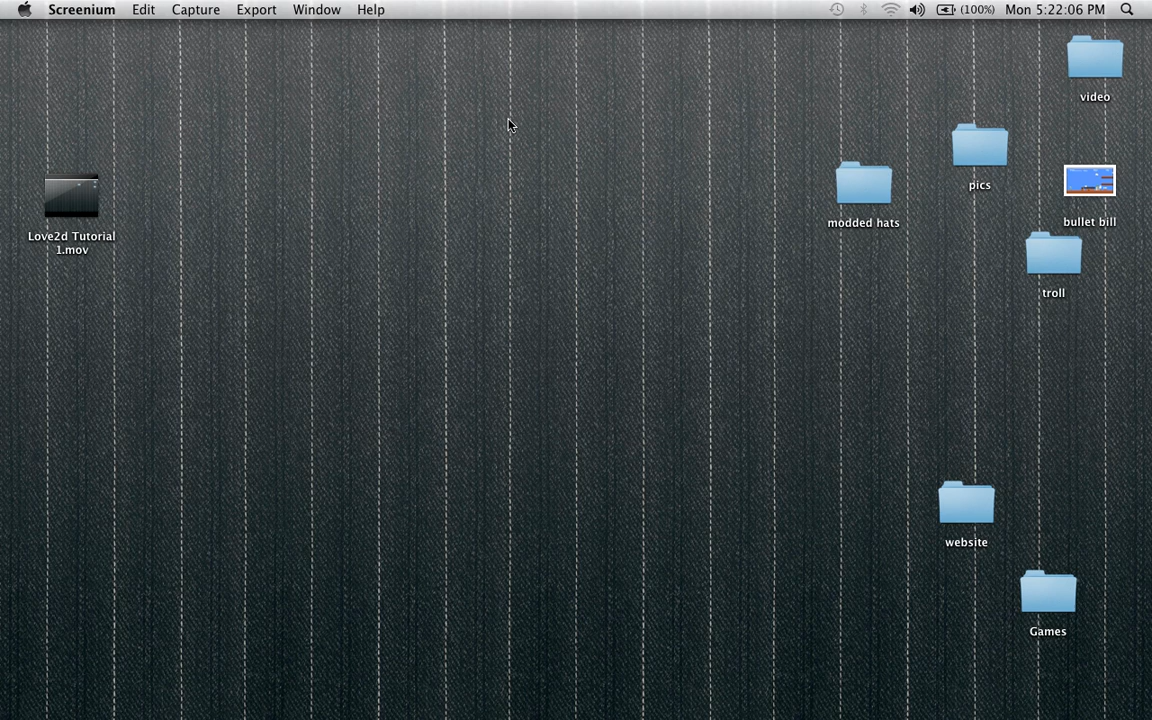 Screenium Edit Capture Export Window Help (100%) Mon 5:22:06 PM
video
pics
bullet bill
modded hats
Love2d Tutorial
1.mov
troll
website
Games